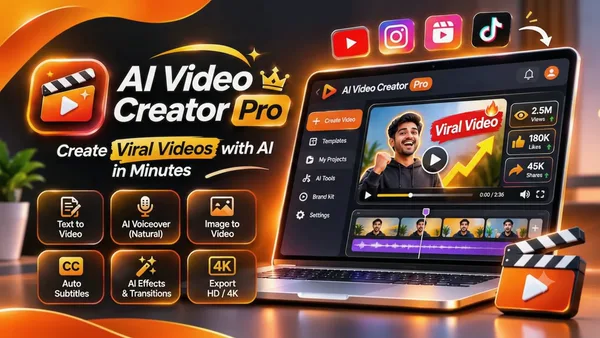 AI Video
Creator Pro
Create Viral Videos with AI
in Minutes
Text to
Video
AI Voiceover
(Natural)
Image to
Video
CC
Auto
Subtitles
AI Effects
& Transitions
4K
Export
HD / 4K
AI Video Creator Pro
Create Video
Templates
My Projects
AI Tools
Brand Kit
Settings
Viral Video
0:00 / 2:36
2.5M
Views
180K
Likes
45K
Shares